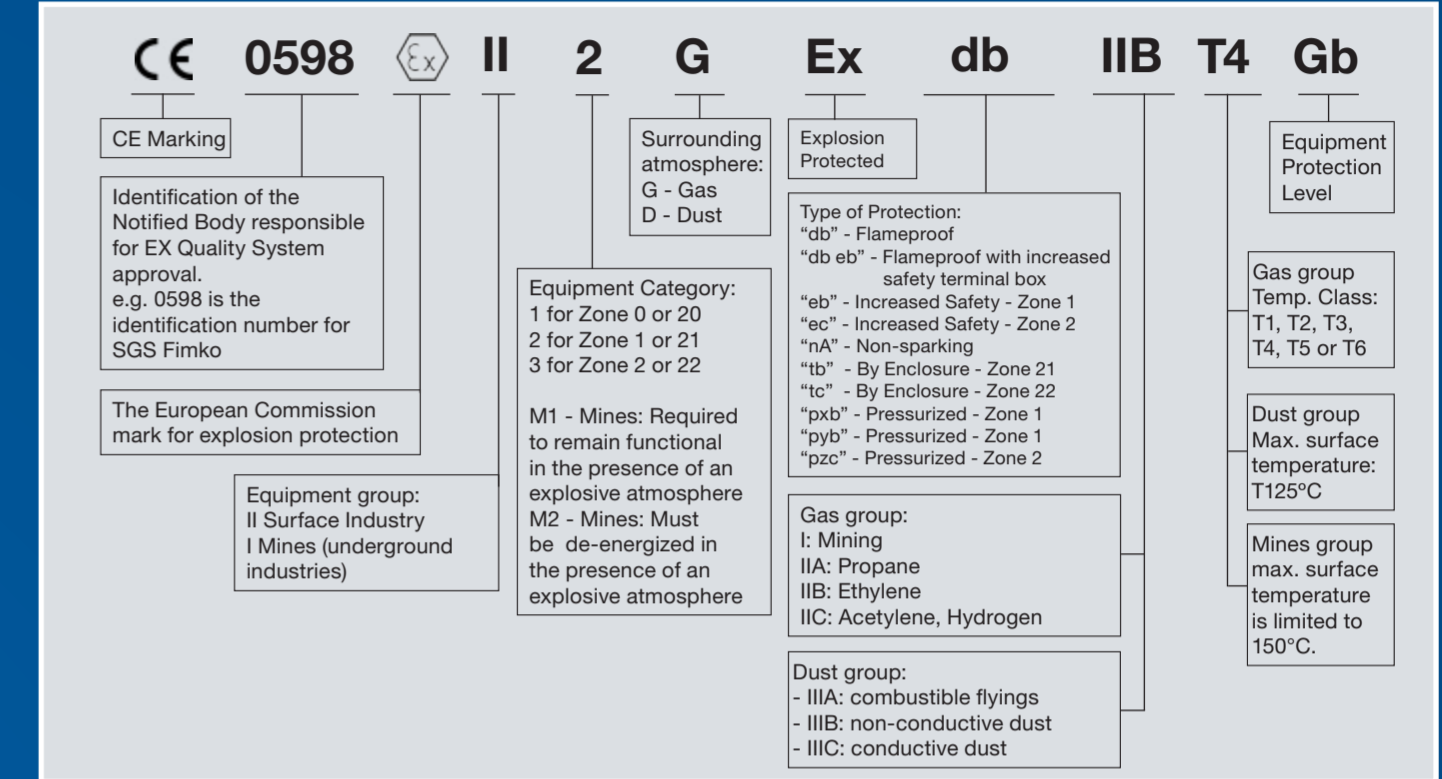 CE 0598 Ex II 2 G Ex db IIB T4 Gb
CE Marking
Identification of the
Notified Body responsible
for EX Quality System
approval.
e.g. 0598 is the
identification number for
SGS Fimko
The European Commission
mark for explosion protection
Equipment group:
II Surface Industry
I Mines (underground
industries)
Equipment Category:
1 for Zone 0 or 20
2 for Zone 1 or 21
3 for Zone 2 or 22
M1 - Mines: Required
to remain functional
in the presence of an
explosive atmosphere
M2 - Mines: Must
be de-energized in
the presence of an
explosive atmosphere
Surrounding
atmosphere:
G - Gas
D - Dust
Explosion
Protected
Type of Protection:
“db” - Flameproof
“db eb” - Flameproof with increased
safety terminal box
“eb” - Increased Safety - Zone 1
“ec” - Increased Safety - Zone 2
“nA” - Non-sparking
“tb” - By Enclosure - Zone 21
“tc” - By Enclosure - Zone 22
“pxb” - Pressurized - Zone 1
“pyb” - Pressurized - Zone 1
“pzc” - Pressurized - Zone 2
Gas group:
I: Mining
IIA: Propane
IIB: Ethylene
IIC: Acetylene, Hydrogen
Dust group:
- IIIA: combustible flyings
- IIIB: non-conductive dust
- IIIC: conductive dust
Equipment
Protection
Level
Gas group
Temp. Class:
T1, T2, T3,
T4, T5 or T6
Dust group
Max. surface
temperature:
T125ºC
Mines group
max. surface
temperature
is limited to
150°C.